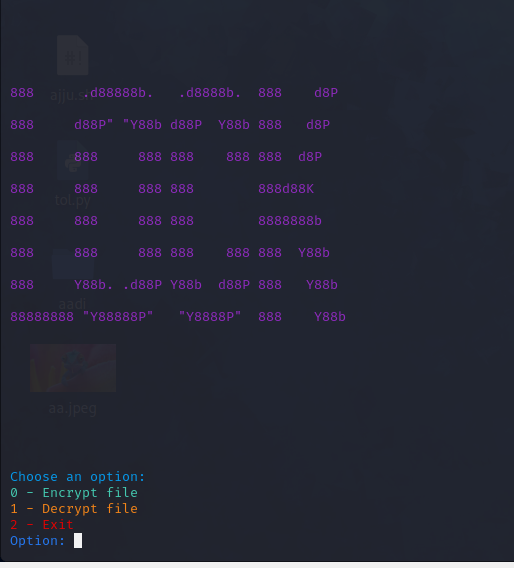 888      .d88888b.   .d8888b.  888    d8P
888     d88P" "Y88b d88P  Y88b 888   d8P
888     888     888 888    888 888  d8P
888     888     888 888        888d88K
888     888     888 888        8888888b
888     888     888 888    888 888  Y88b
888     Y88b. .d88P Y88b  d88P 888   Y88b
88888888 "Y88888P"   "Y8888P"  888    Y88b
aadi
aa.jpeg
Choose an option:
0 - Encrypt file
1 - Decrypt file
2 - Exit
Option: